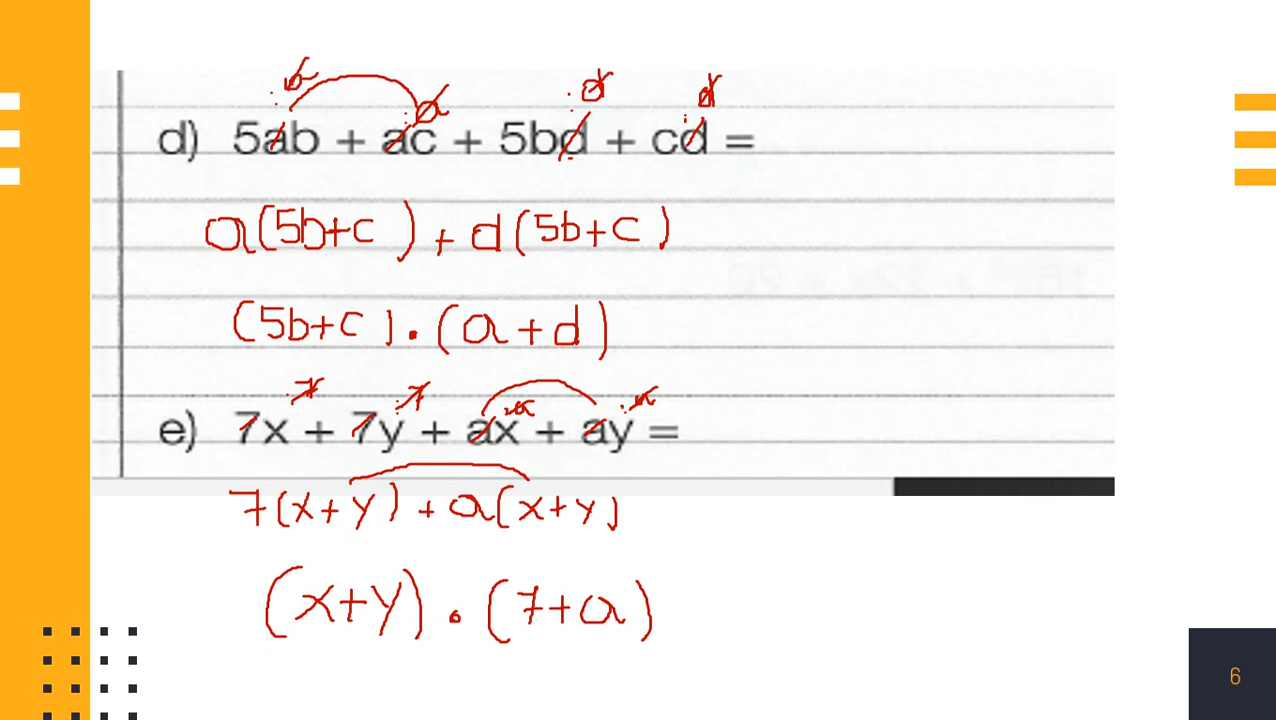 d) 5ab + ac + 5bd + cd =
a(5b+c) + d(5b+c)
(5b+c).(a+d)
e) 7x + 7y + ax + ay =
7(x+y) + a(x+y)
(x+y).(7+a)
6